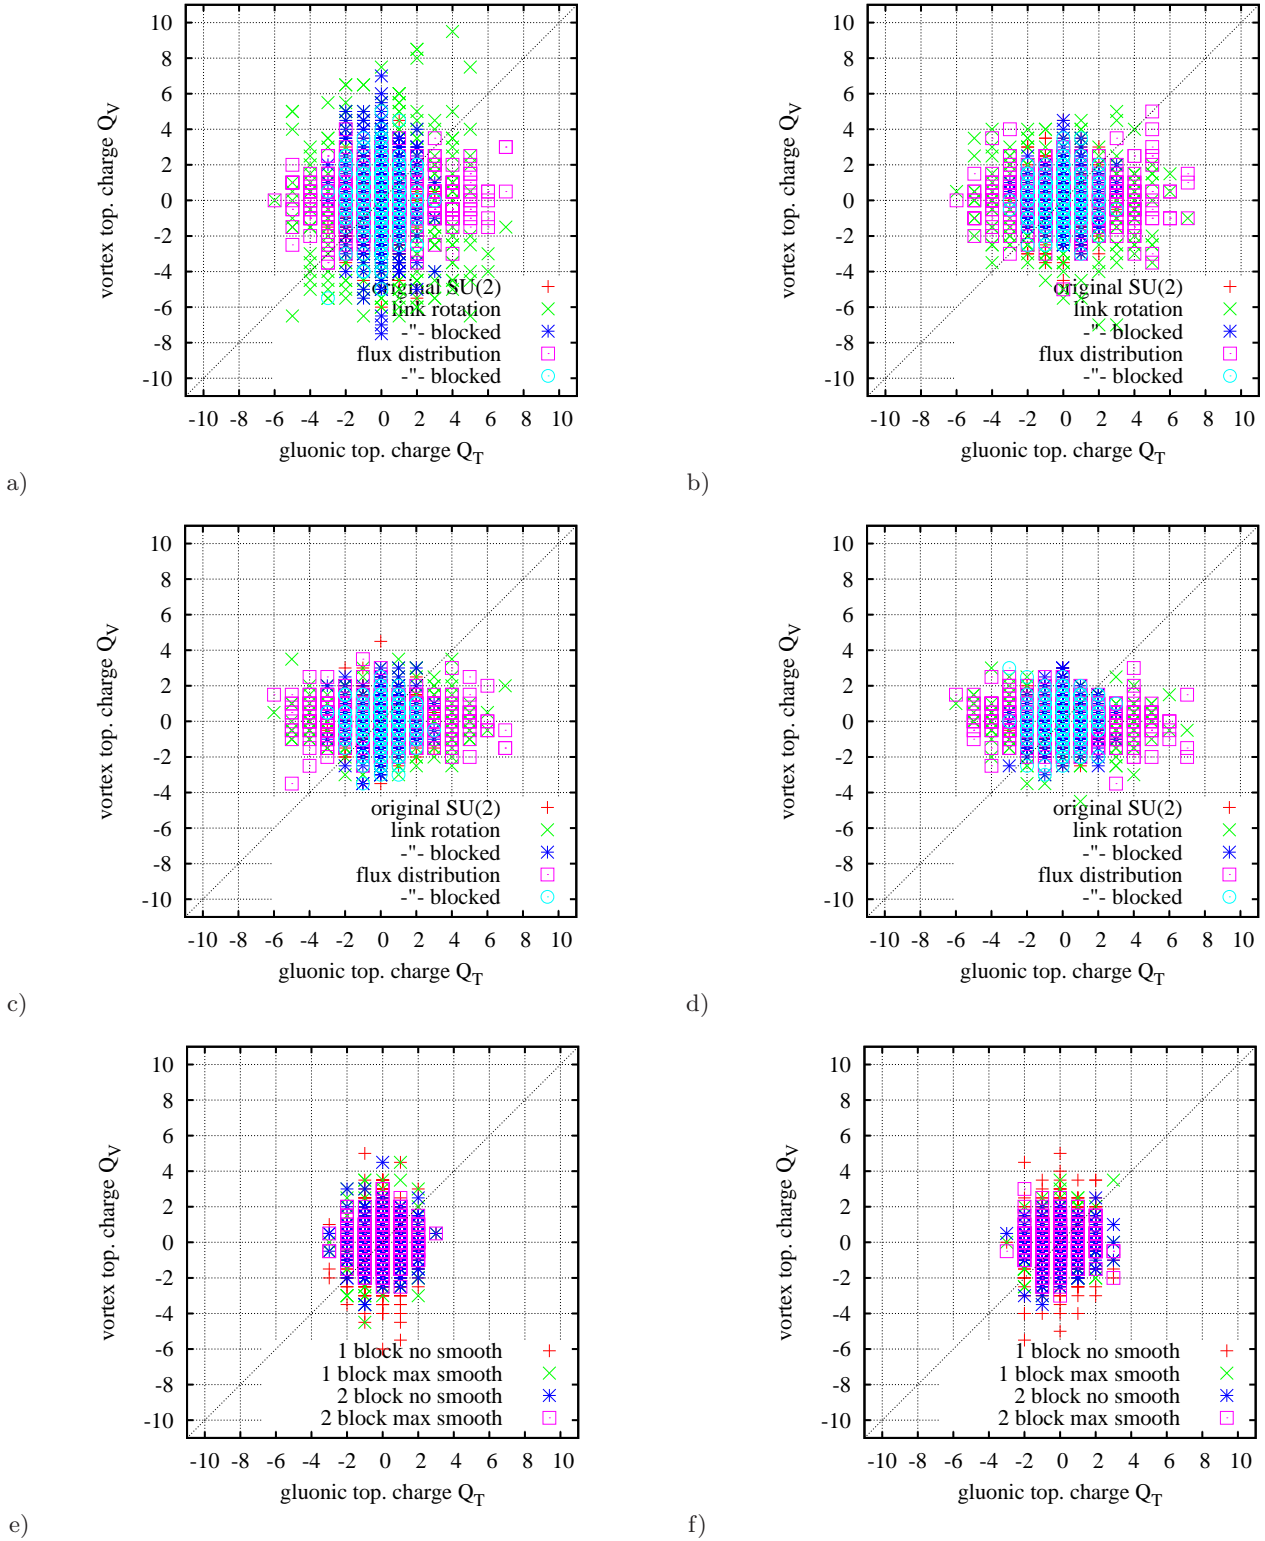 10
8
6
4
2
0
-2
-4
-6
-8
-10
vortex top. charge Q_V
original SU(2)
link rotation
-"- blocked
flux distribution
-"- blocked
-10 -8 -6 -4 -2 0 2 4 6 8 10
gluonic top. charge Q_T
a)
10
8
6
4
2
0
-2
-4
-6
-8
-10
vortex top. charge Q_V
original SU(2)
link rotation
-"- blocked
flux distribution
-"- blocked
-10 -8 -6 -4 -2 0 2 4 6 8 10
gluonic top. charge Q_T
b)
10
8
6
4
2
0
-2
-4
-6
-8
-10
vortex top. charge Q_V
original SU(2)
link rotation
-"- blocked
flux distribution
-"- blocked
-10 -8 -6 -4 -2 0 2 4 6 8 10
gluonic top. charge Q_T
c)
10
8
6
4
2
0
-2
-4
-6
-8
-10
vortex top. charge Q_V
original SU(2)
link rotation
-"- blocked
flux distribution
-"- blocked
-10 -8 -6 -4 -2 0 2 4 6 8 10
gluonic top. charge Q_T
d)
10
8
6
4
2
0
-2
-4
-6
-8
-10
vortex top. charge Q_V
1 block no smooth
1 block max smooth
2 block no smooth
2 block max smooth
-10 -8 -6 -4 -2 0 2 4 6 8 10
gluonic top. charge Q_T
e)
10
8
6
4
2
0
-2
-4
-6
-8
-10
vortex top. charge Q_V
1 block no smooth
1 block max smooth
2 block no smooth
2 block max smooth
-10 -8 -6 -4 -2 0 2 4 6 8 10
gluonic top. charge Q_T
f)